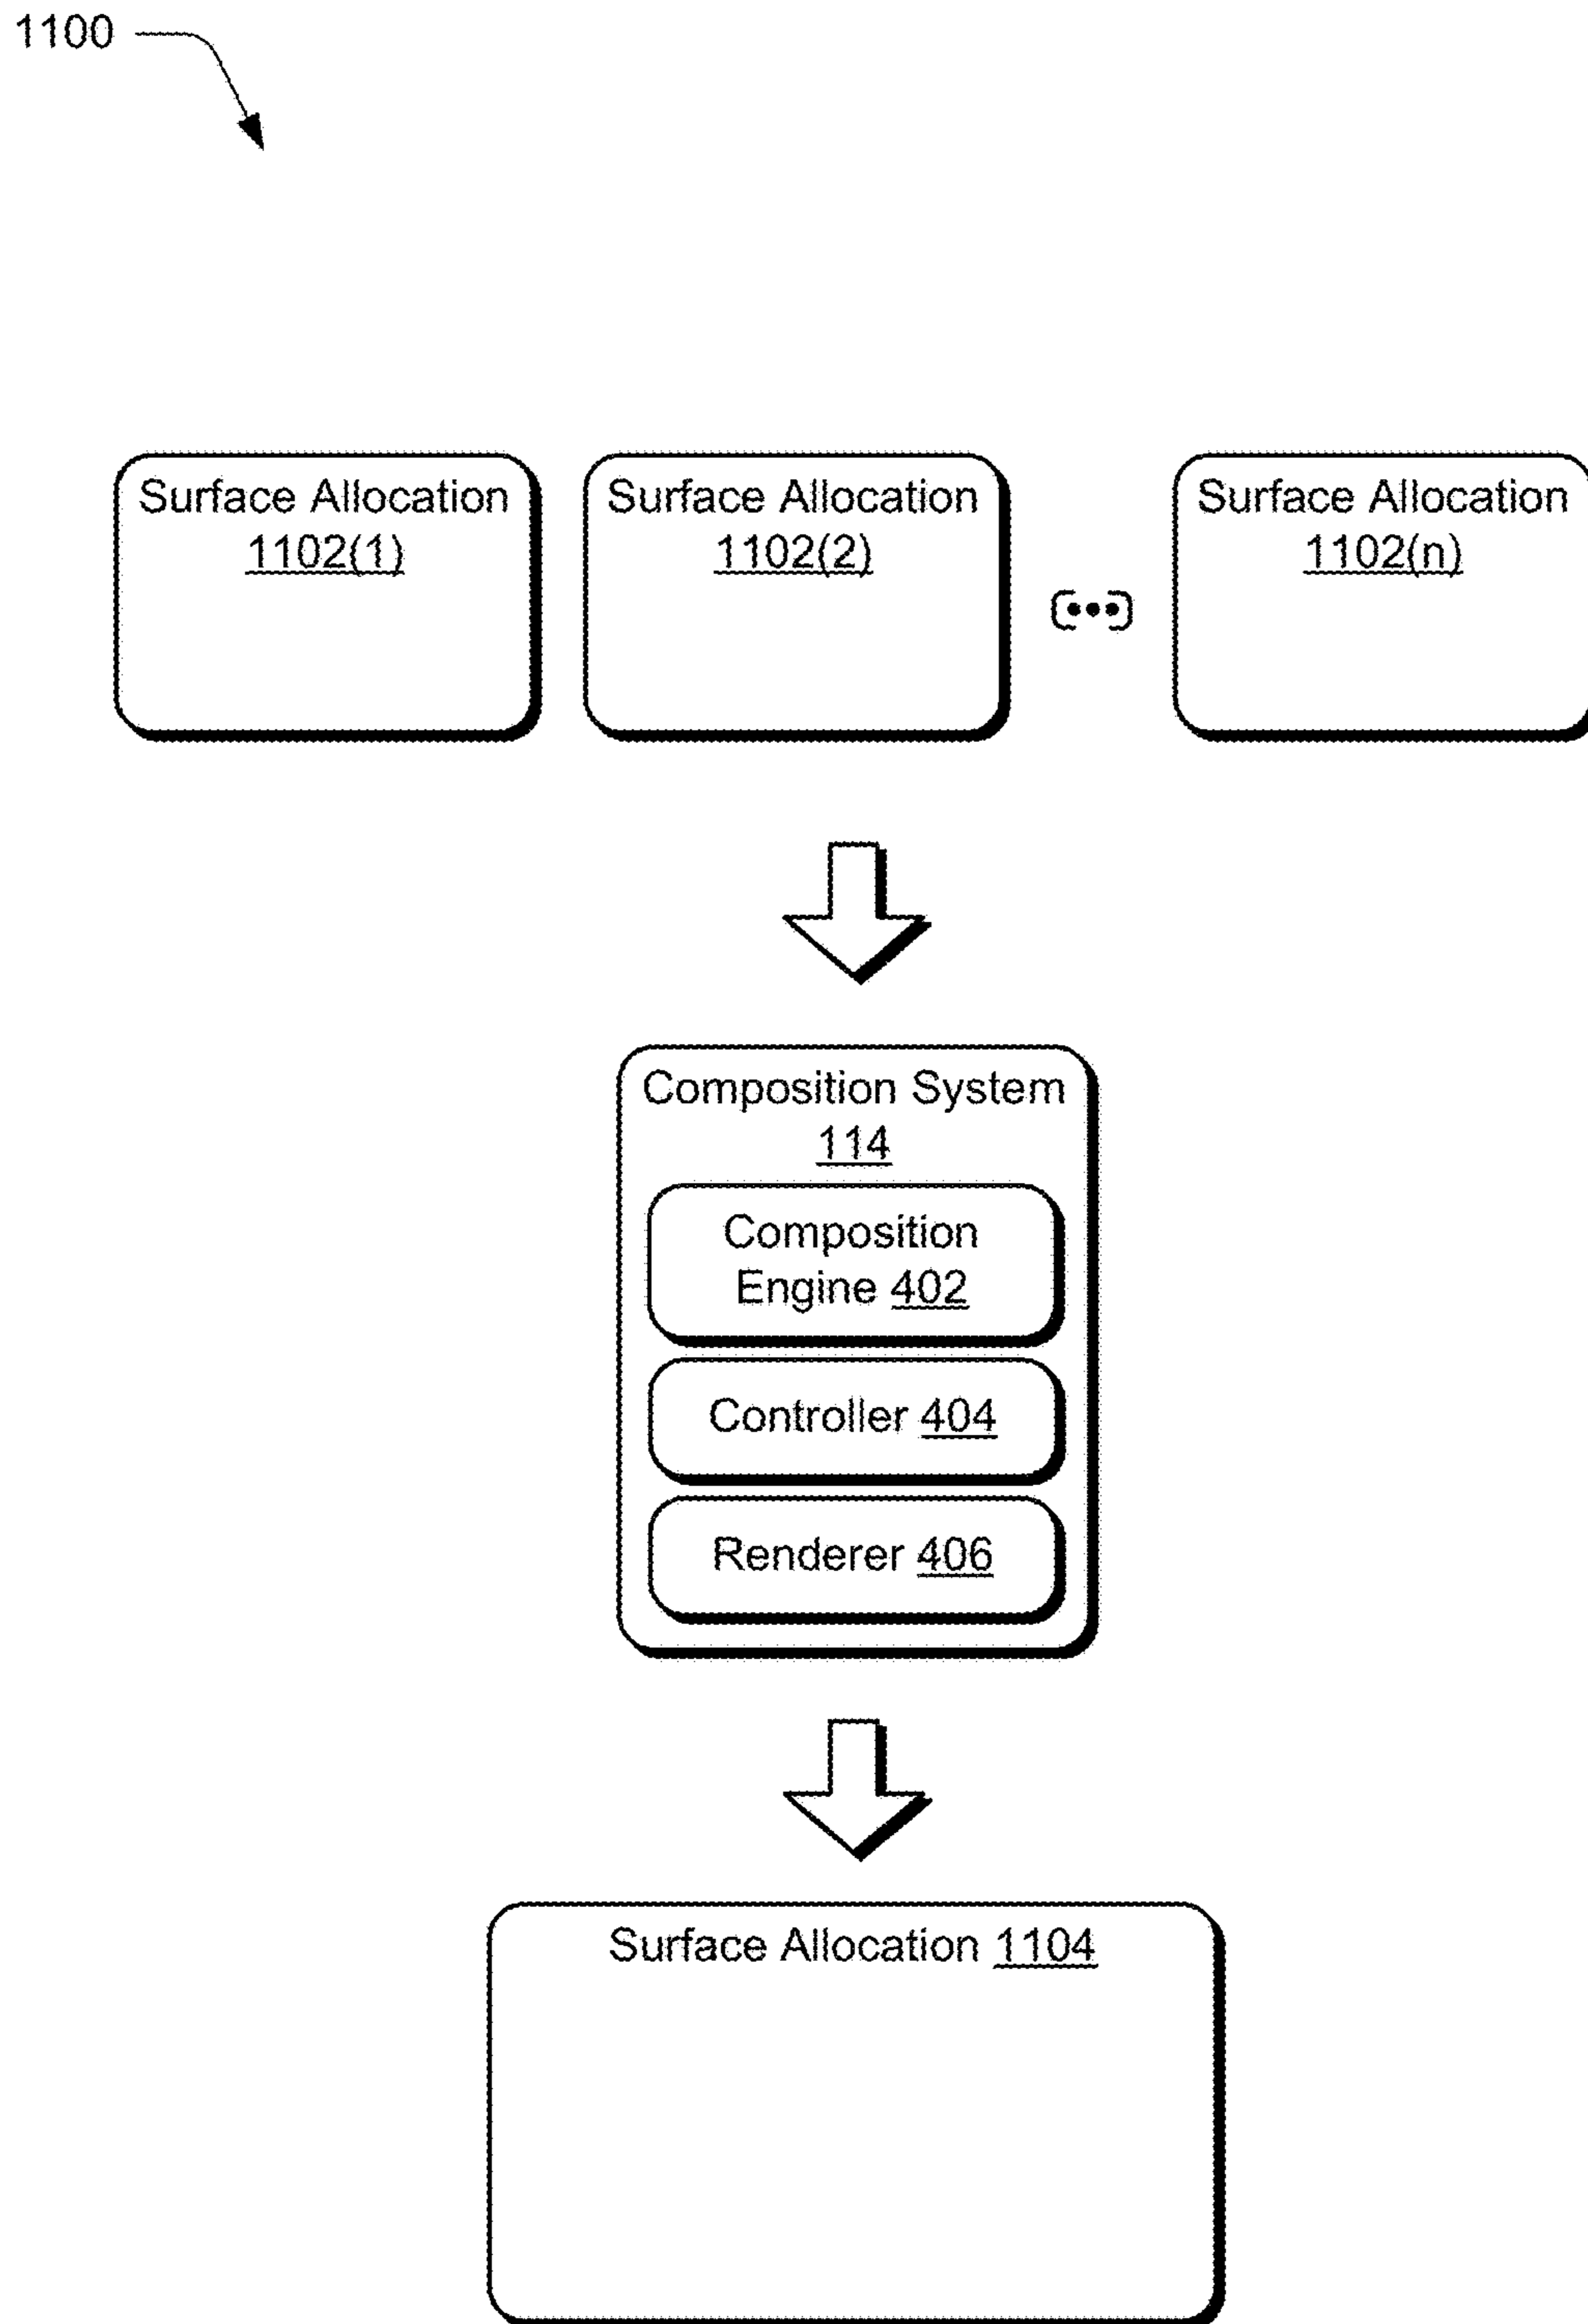 1100
Surface Allocation
1102(1)
Surface Allocation
1102(2)
Surface Allocation
1102(n)
Composition System
114
Composition
Engine 402
Controller 404
Renderer 406
Surface Allocation 1104